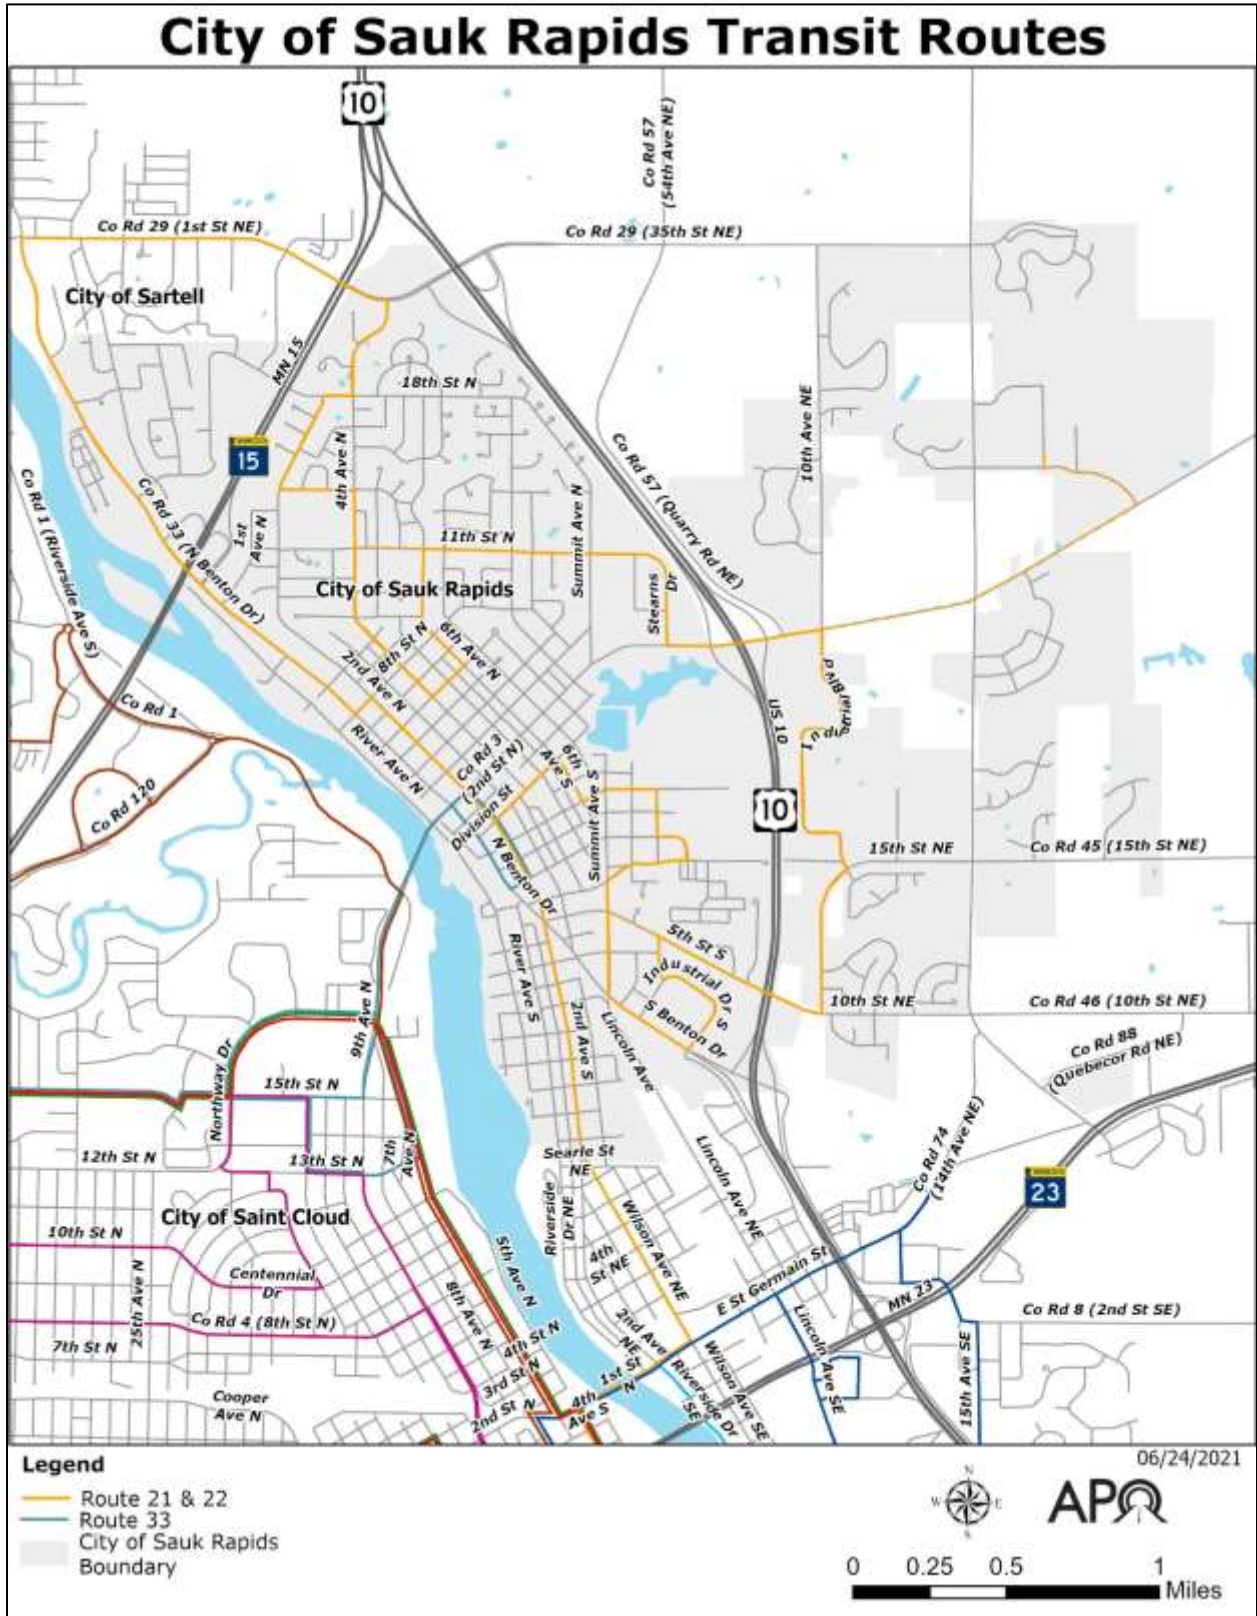 City of Sauk Rapids Transit Routes
10
Co Rd 57
(54th Ave NE)
Co Rd 29 (1st St NE)
Co Rd 29 (35th St NE)
City of Sartell
MN 15
18th St N
15
4th Ave N
10th Ave NE
Co Rd 57 (Quarry Rd NE)
Co Rd 1 (Riverside Ave S)
Co Rd 33 (N Benton Dr)
1st
Ave N
11th St N
Summit Ave N
City of Sauk Rapids
Stearns
Dr
8th St N
6th Ave N
2nd Ave N
Industrial Blvd
US 10
Co Rd 1
River Ave N
Co Rd 3
(2nd St N)
6th
Ave S
Co Rd 120
Division St
Summit Ave S
10
N Benton Dr
15th St NE
Co Rd 45 (15th St NE)
5th St S
River Ave S
Industrial Dr S
10th St NE
Co Rd 46 (10th St NE)
9th Ave N
2nd Ave S
S Benton Dr
Lincoln Ave
Co Rd 88
(Quebecor Rd NE)
Northway Dr
15th St N
12th St N
13th St N
7th
Ave N
Searle St
NE
Lincoln Ave NE
Co Rd 74
(14th Ave NE)
23
City of Saint Cloud
10th St N
Riverside
Dr NE
Wilson Ave NE
4th
St NE
5th Ave N
E St Germain St
Centennial
Dr
25th Ave N
8th Ave N
MN 23
Co Rd 4 (8th St N)
Co Rd 8 (2nd St SE)
7th St N
4th St N
2nd Ave
NE
Lincoln Ave SE
15th Ave SE
3rd St N
1st St
N
Riverside Dr
SE
Wilson Ave SE
Cooper
Ave N
2nd St N
4th
Ave S
Legend
06/24/2021
Route 21 & 22
Route 33
City of Sauk Rapids
Boundary
N
W
E
S
APO
0 0.25 0.5 1
Miles